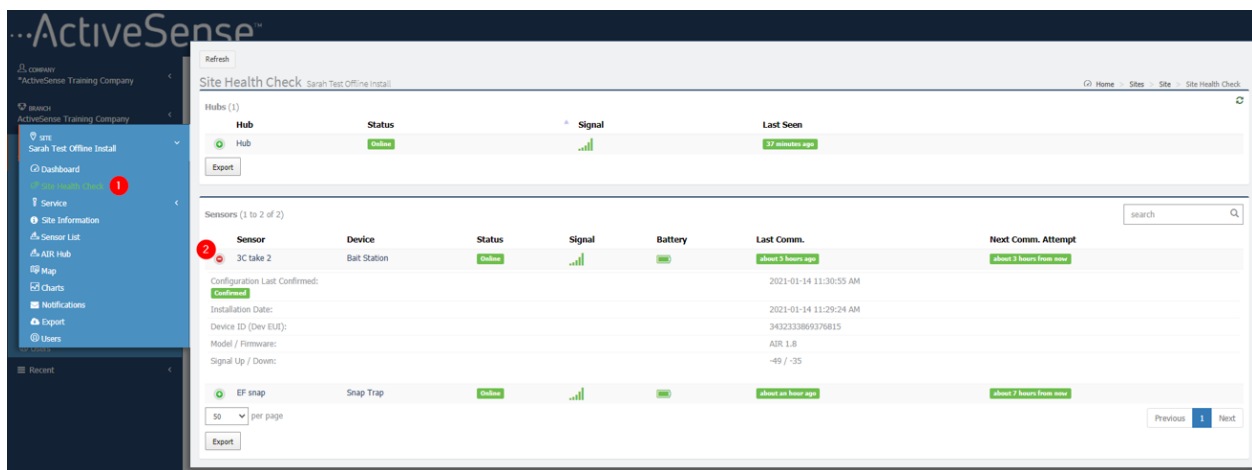 ActiveSense™
COMPANY
*ActiveSense Training Company
BRANCH
ActiveSense Training Company
SITE
Sarah Test Offline Install
Dashboard
Site Health Check
1
Service
Site Information
Sensor List
AIR Hub
Map
Charts
Notifications
Export
Users
Users
Recent
Refresh
Site Health Check Sarah Test Offline Install
Home > Sites > Site > Site Health Check
Hubs (1)
Hub Status Signal Last Seen
Hub Online 37 minutes ago
Export
Sensors (1 to 2 of 2)
search
Sensor Device Status Signal Battery Last Comm. Next Comm. Attempt
2
3C take 2 Bait Station Online about 5 hours ago about 3 hours from now
Configuration Last Confirmed: 2021-01-14 11:30:55 AM
Confirmed
Installation Date: 2021-01-14 11:29:24 AM
Device ID (Dev EUI): 3432333869376815
Model / Firmware: AIR 1.8
Signal Up / Down: -49 / -35
EF snap Snap Trap Online about an hour ago about 7 hours from now
50 per page
Previous 1 Next
Export